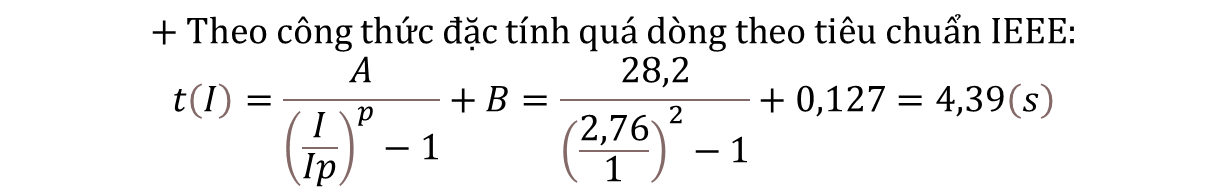 + Theo công thức đặc tính quá dòng theo tiêu chuẩn IEEE:
t(I) = A / ((I/Ip)^p − 1) + B = 28,2 / ((2,76/1)^2 − 1) + 0,127 = 4,39(s)